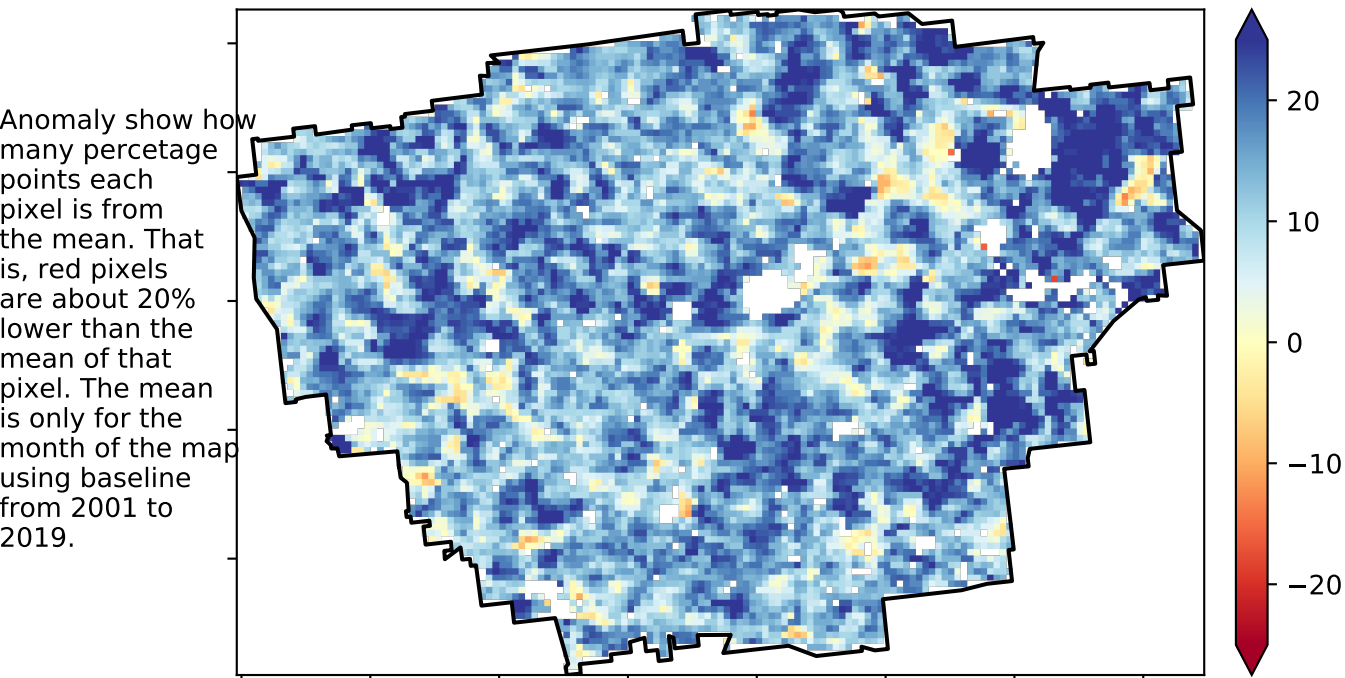 Anomaly show how
many percetage
points each
pixel is from
the mean. That
is, red pixels
are about 20%
lower than the
mean of that
pixel. The mean
is only for the
month of the map
using baseline
from 2001 to
2019.
20
10
0
−10
−20